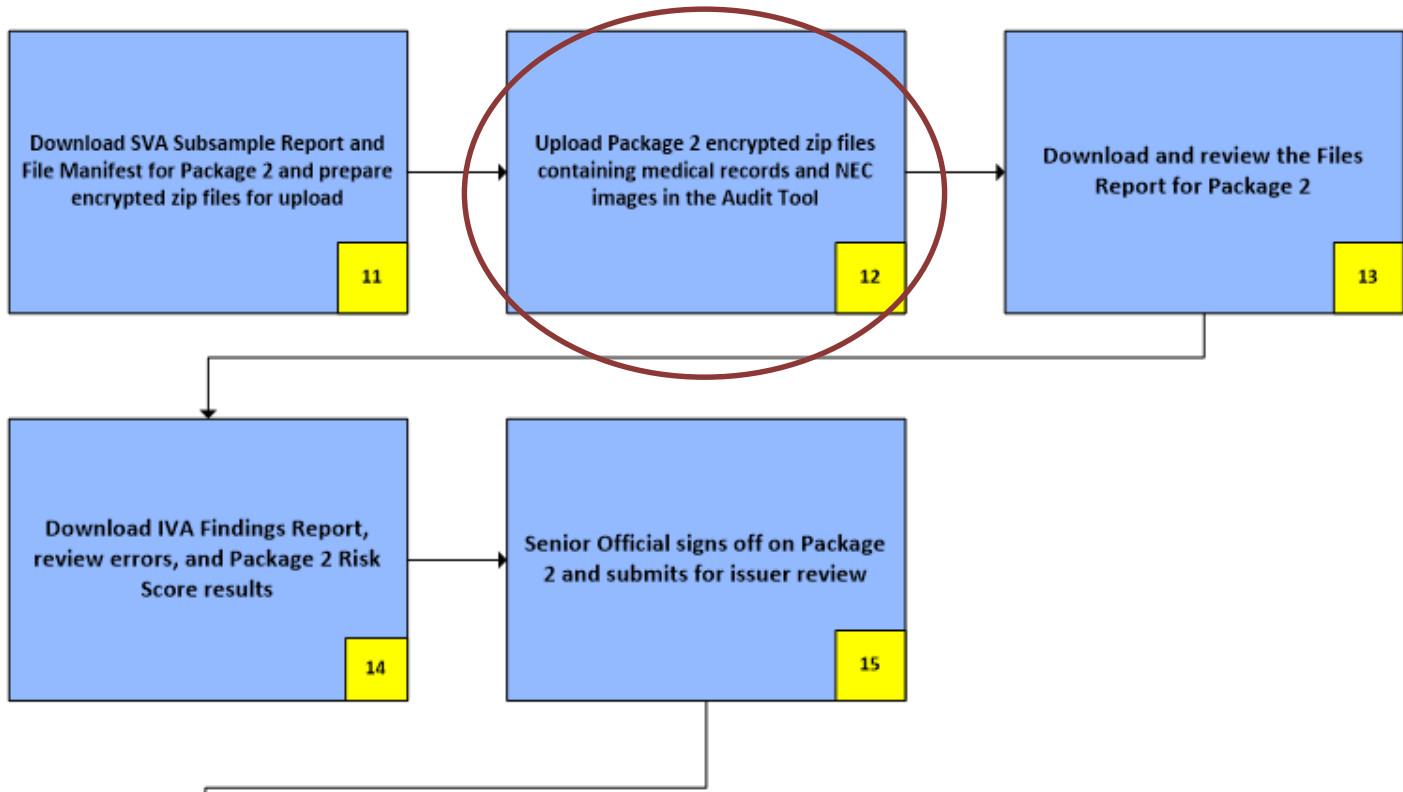 Download SVA Subsample Report and
File Manifest for Package 2 and prepare
encrypted zip files for upload
11
Upload Package 2 encrypted zip files
containing medical records and NEC
images in the Audit Tool
12
Download and review the Files
Report for Package 2
13
Download IVA Findings Report,
review errors, and Package 2 Risk
Score results
14
Senior Official signs off on Package
2 and submits for issuer review
15